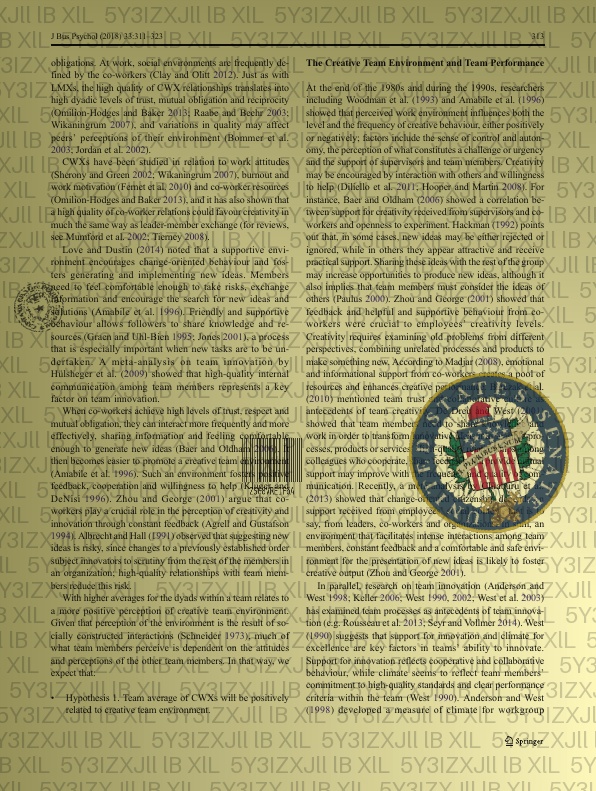 J Bus Psychol (2018) 33:311–323
313
obligations. At work, social environments are frequently de-
fined by the co-workers (Clay and Olitt 2012). Just as with
LMXs, the high quality of CWX relationships translates into
high dyadic levels of trust, mutual obligation and reciprocity
(Omilion-Hodges and Baker 2013; Raabe and Beehr 2003;
Wikaningrum 2007), and variations in quality may affect
peers' perceptions of their environment (Bommer et al.
2003; Jordan et al. 2002).
CWXs have been studied in relation to work attitudes
(Sherony and Green 2002; Wikaningrum 2007), burnout and
work motivation (Fernet et al. 2010) and co-worker resources
(Omilion-Hodges and Baker 2013), and it has also shown that
a high quality of co-worker relations could favour creativity in
much the same way as leader-member exchange (for reviews,
see Mumford et al. 2002; Tierney 2008).
Love and Dustin (2014) noted that a supportive envi-
ronment encourages change-oriented behaviour and fos-
ters generating and implementing new ideas. Members
need to feel comfortable enough to take risks, exchange
information and encourage the search for new ideas and
solutions (Amabile et al. 1996). Friendly and supportive
behaviour allows followers to share knowledge and re-
sources (Graen and Uhl-Bien 1995; Jones 2001), a process
that is especially important when new tasks are to be un-
dertaken. A meta-analysis on team innovation by
Hülsheger et al. (2009) showed that high-quality internal
communication among team members represents a key
factor on team innovation.
When co-workers achieve high levels of trust, respect and
mutual obligation, they can interact more frequently and more
effectively, sharing information and feeling comfortable
enough to generate new ideas (Baer and Oldham 2006). It
then becomes easier to promote a creative team environment
(Amabile et al. 1996). Such an environment fosters positive
feedback, cooperation and willingness to help (Kluger and
DeNisi 1996). Zhou and George (2001) argue that co-
workers play a crucial role in the perception of creativity and
innovation through constant feedback (Agrell and Gustafson
1994). Albrecht and Hall (1991) observed that suggesting new
ideas is risky, since changes to a previously established order
subject innovators to scrutiny from the rest of the members in
an organization; high-quality relationships with team mem-
bers reduce this risk.
With higher averages for the dyads within a team relates to
a more positive perception of creative team environment.
Given that perception of the environment is the result of so-
cially constructed interactions (Schneider 1973), much of
what team members perceive is dependent on the attitudes
and perceptions of the other team members. In that way, we
expect that:
• Hypothesis 1. Team average of CWXs will be positively
related to creative team environment.
The Creative Team Environment and Team Performance
At the end of the 1980s and during the 1990s, researchers
including Woodman et al. (1993) and Amabile et al. (1996)
showed that perceived work environment influences both the
level and the frequency of creative behaviour, either positively
or negatively; factors include the sense of control and auton-
omy, the perception of what constitutes a challenge or urgency
and the support of supervisors and team members. Creativity
may be encouraged by interaction with others and willingness
to help (Diliello et al. 2011; Hooper and Martin 2008). For
instance, Baer and Oldham (2006) showed a correlation be-
tween support for creativity received from supervisors and co-
workers and openness to experiment. Hackman (1992) points
out that, in some cases, new ideas may be either rejected or
ignored, while in others they appear attractive and receive
practical support. Sharing these ideas with the rest of the group
may increase opportunities to produce new ideas, although it
also implies that team members must consider the ideas of
others (Paulus 2000). Zhou and George (2001) showed that
feedback and helpful and supportive behaviour from co-
workers were crucial to employees' creativity levels.
Creativity requires examining old problems from different
perspectives, combining unrelated processes and products to
make something new. According to Madjar (2008), emotional
and informational support from co-workers creates a pool of
resources and enhances creative
2010) mentioned team trust
antecedents of team
showed that team members
work in order to transform
cesses, products or services
colleagues who cooperate,
support may improve
munication. Recently, a
(2013) showed that
support received from
say, from leaders, co-workers and an
environment that facilitates intense interactions among team
members, constant feedback and a comfortable and safe envi-
ronment for the presentation of new ideas is likely to foster
creative output (Zhou and George 2001).
In parallel, research on team innovation (Anderson and
West 1998; Keller 2006; West 1990, 2002; West et al. 2003)
has examined team processes as antecedents of team innova-
tion (e.g. Rousseau et al. 2013; Seyr and Vollmer 2014). West
(1990) suggests that support for innovation and climate for
excellence are key factors in teams' ability to innovate.
Support for innovation reflects cooperative and collaborative
behaviour, while climate seems to reflect team members'
commitment to high-quality standards and clear performance
criteria within the team (West 1990). Anderson and West
(1998) developed a measure of climate for workgroup
Springer